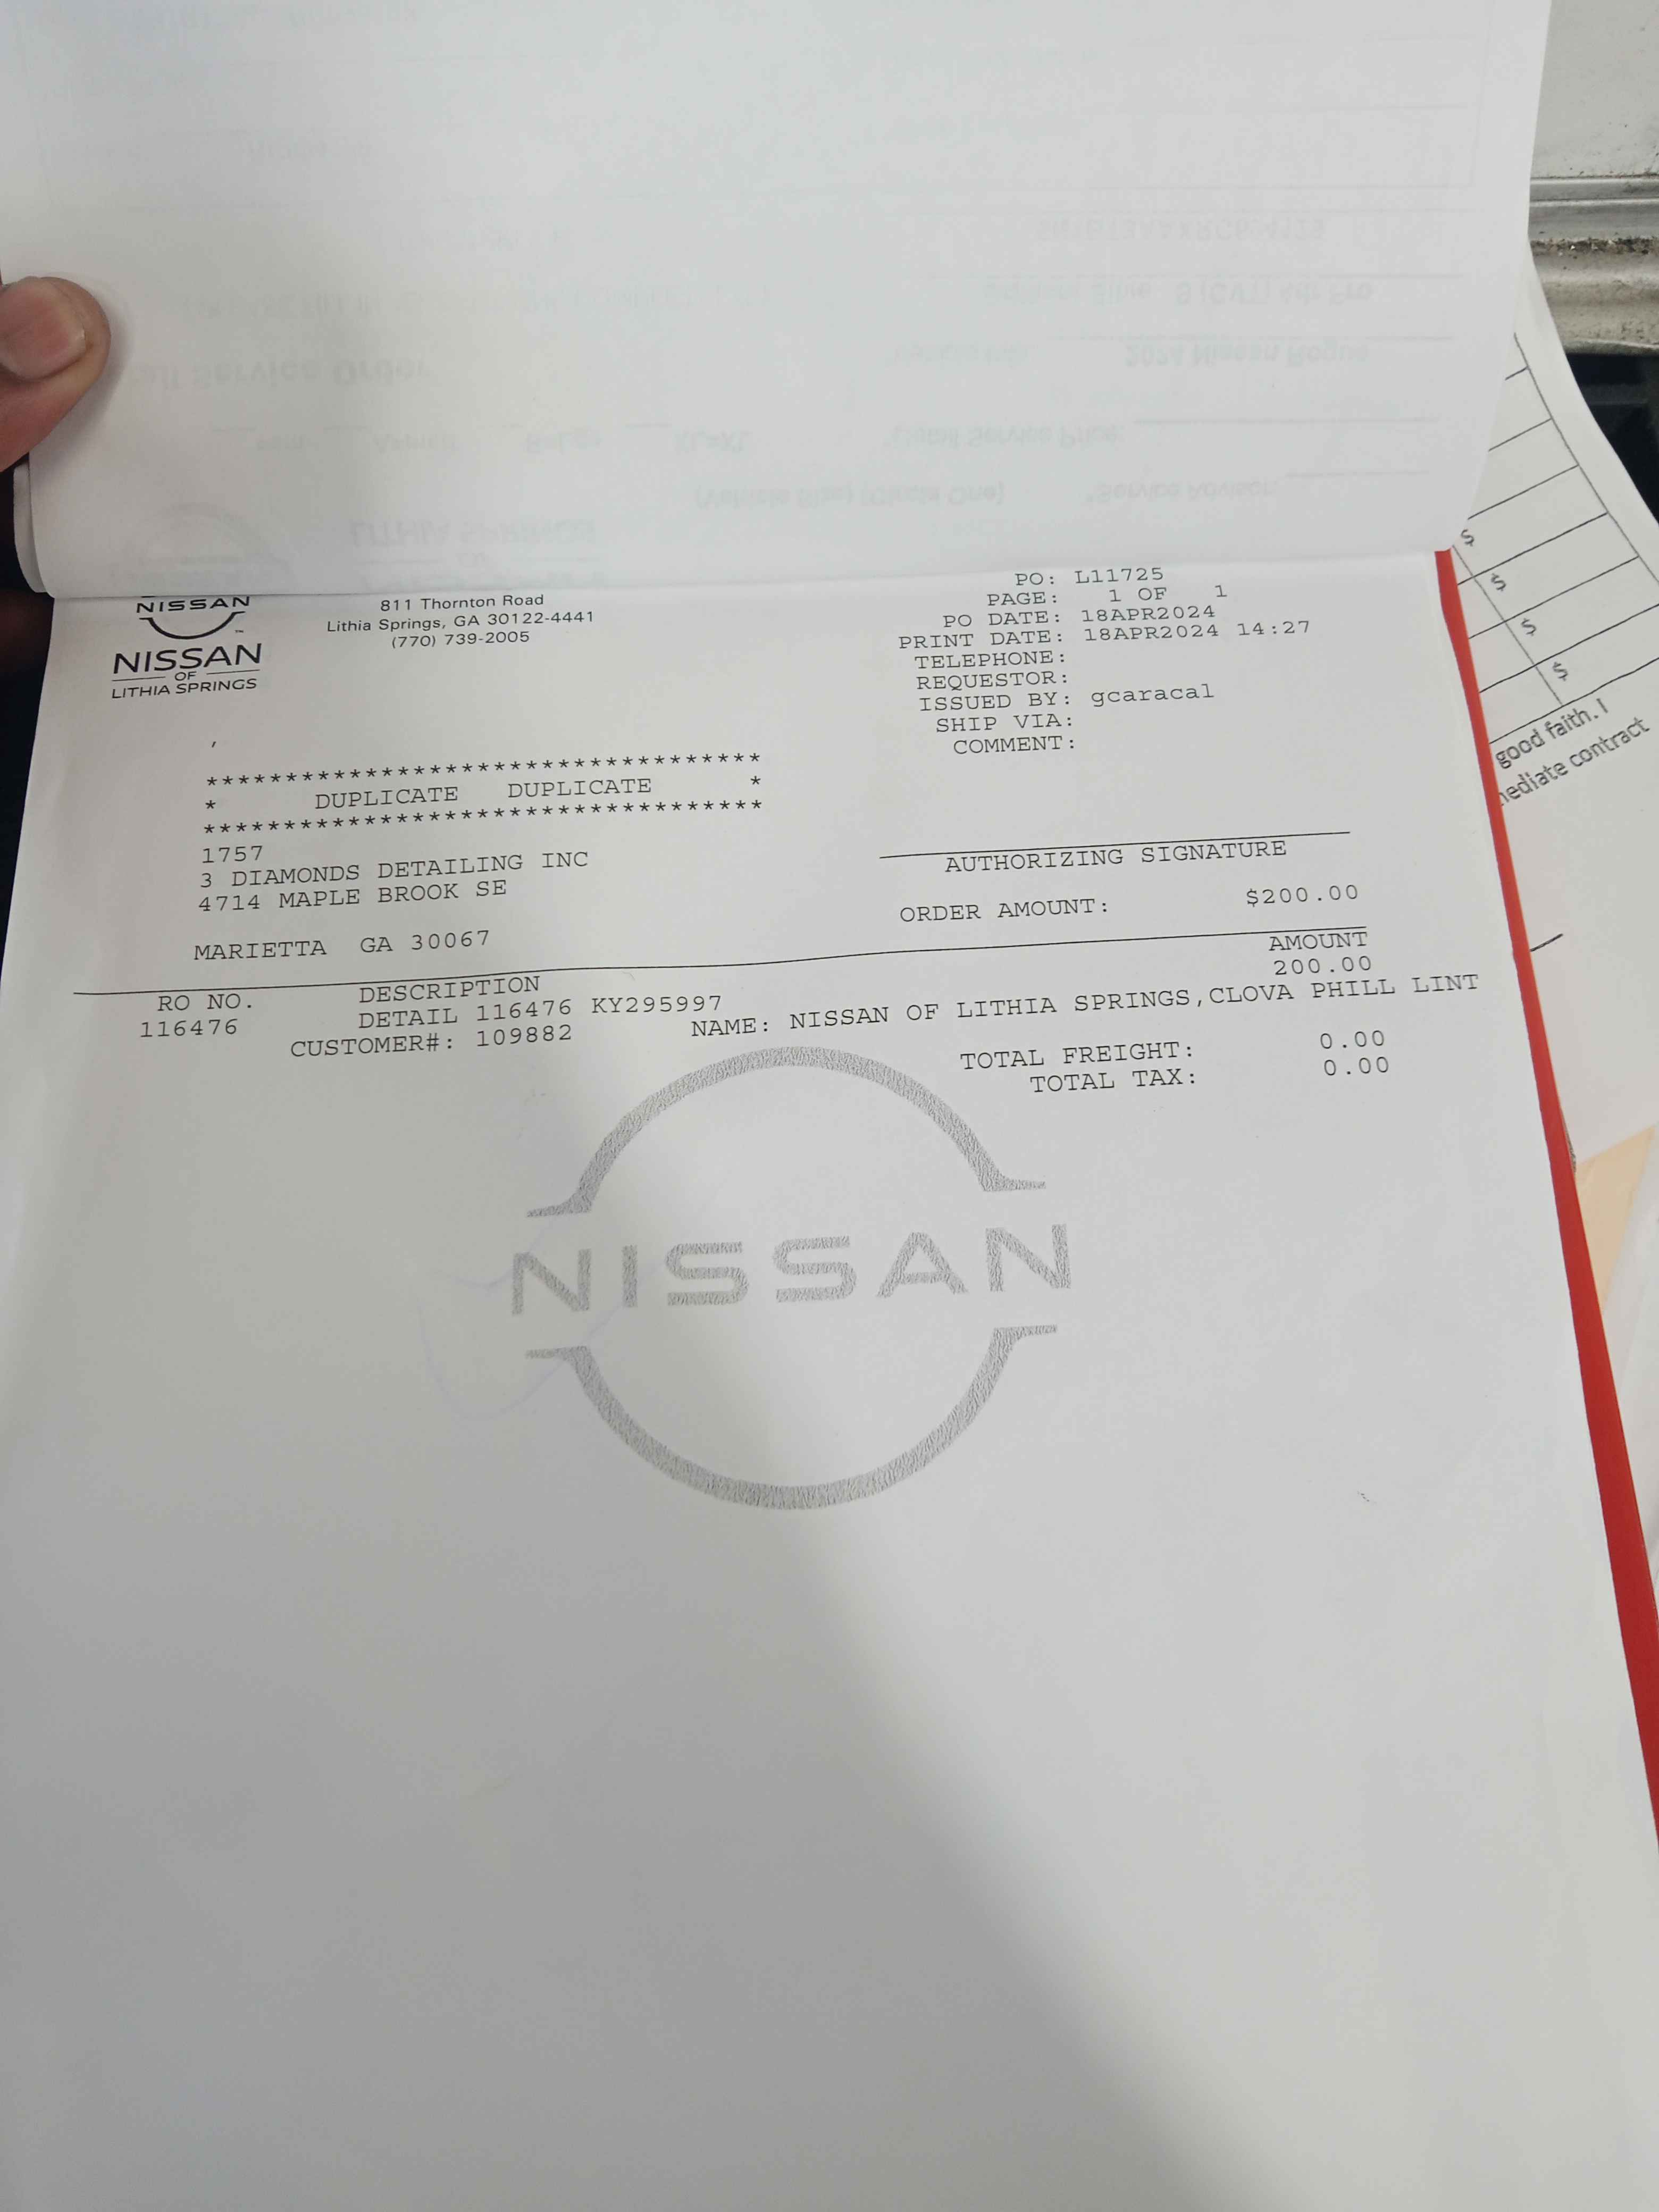 NISSAN
NISSAN
OF
LITHIA SPRINGS
811 Thornton Road
Lithia Springs, GA 30122-4441
(770) 739-2005
PO: L11725
PAGE: 1 OF 1
PO DATE: 18APR2024
PRINT DATE: 18APR2024 14:27
TELEPHONE:
REQUESTOR:
ISSUED BY: gcaracal
SHIP VIA:
COMMENT:
,
***********************************
* DUPLICATE DUPLICATE *
***********************************
1757
3 DIAMONDS DETAILING INC
4714 MAPLE BROOK SE
MARIETTA GA 30067
AUTHORIZING SIGNATURE
ORDER AMOUNT: $200.00
RO NO. DESCRIPTION AMOUNT
116476 DETAIL 116476 KY295997 200.00
CUSTOMER#: 109882 NAME: NISSAN OF LITHIA SPRINGS,CLOVA PHILL LINT
TOTAL FREIGHT: 0.00
TOTAL TAX: 0.00
NISSAN
$
$
$
$
good faith. I
mediate contract